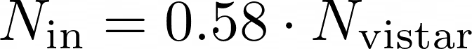 N_in = 0.58 · N_vistar